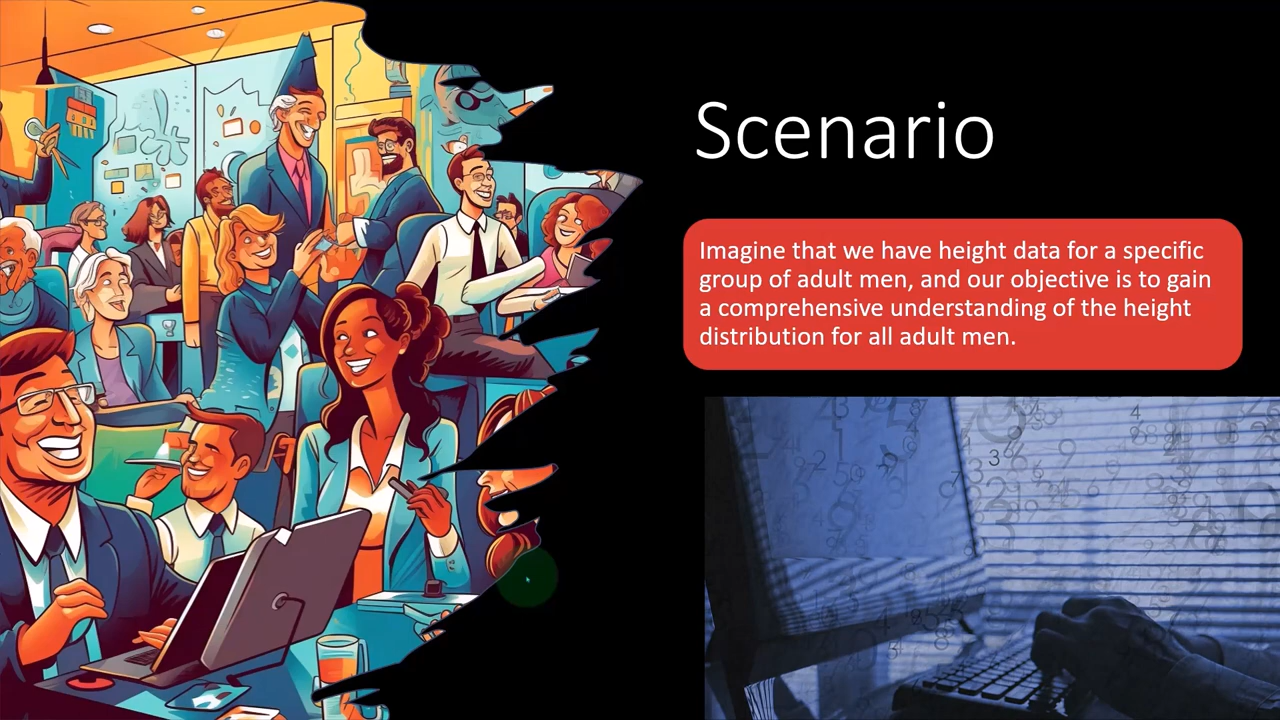 Scenario
Imagine that we have height data for a specific
group of adult men, and our objective is to gain
a comprehensive understanding of the height
distribution for all adult men.